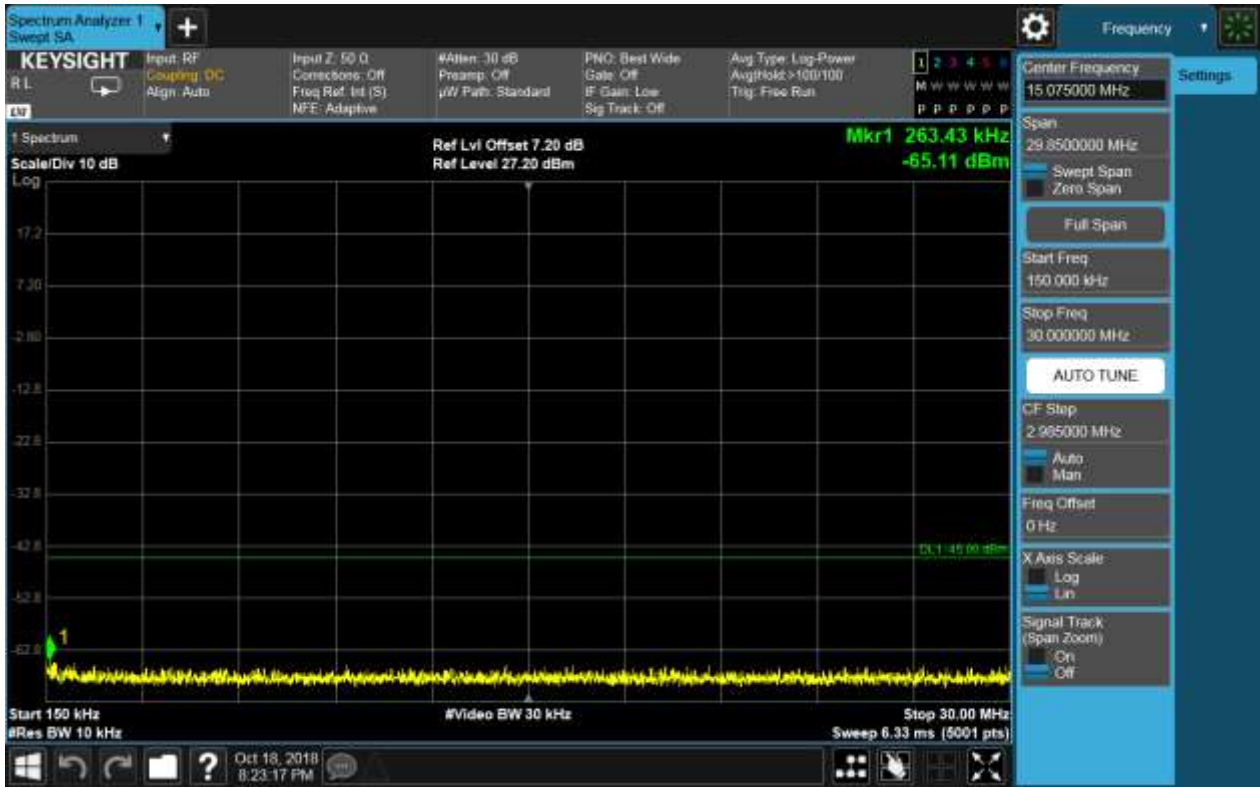 Spectrum Analyzer 1
Swept SA
Frequency
KEYSIGHT
R L
Input: RF
Coupling: DC
Align: Auto
Input Z: 50 Ω
Corrections: Off
Freq Ref: Int (S)
NFE: Adaptive
#Atten: 30 dB
Preamp: Off
µW Path: Standard
PNO: Best Wide
Gate: Off
IF Gain: Low
Sig Track: Off
Avg Type: Log-Power
Avg|Hold: >100/100
Trig: Free Run
1 2 3 4 5 6
M W W W W W
P P P P P P
1 Spectrum
Scale/Div 10 dB
Log
Ref Lvl Offset 7.20 dB
Ref Level 27.20 dBm
Mkr1 263.43 kHz
-65.11 dBm
17.2
7.20
-2.80
-12.8
-22.8
-32.8
-42.8
-52.8
-62.8
DL1 -45.00 dBm
1
Start 150 kHz
#Res BW 10 kHz
#Video BW 30 kHz
Stop 30.00 MHz
Sweep 6.33 ms (5001 pts)
Oct 18, 2018
8:23:17 PM
Center Frequency
15.075000 MHz
Settings
Span
29.8500000 MHz
Swept Span
Zero Span
Full Span
Start Freq
150.000 kHz
Stop Freq
30.000000 MHz
AUTO TUNE
CF Step
2.985000 MHz
Auto
Man
Freq Offset
0 Hz
X Axis Scale
Log
Lin
Signal Track
(Span Zoom)
On
Off